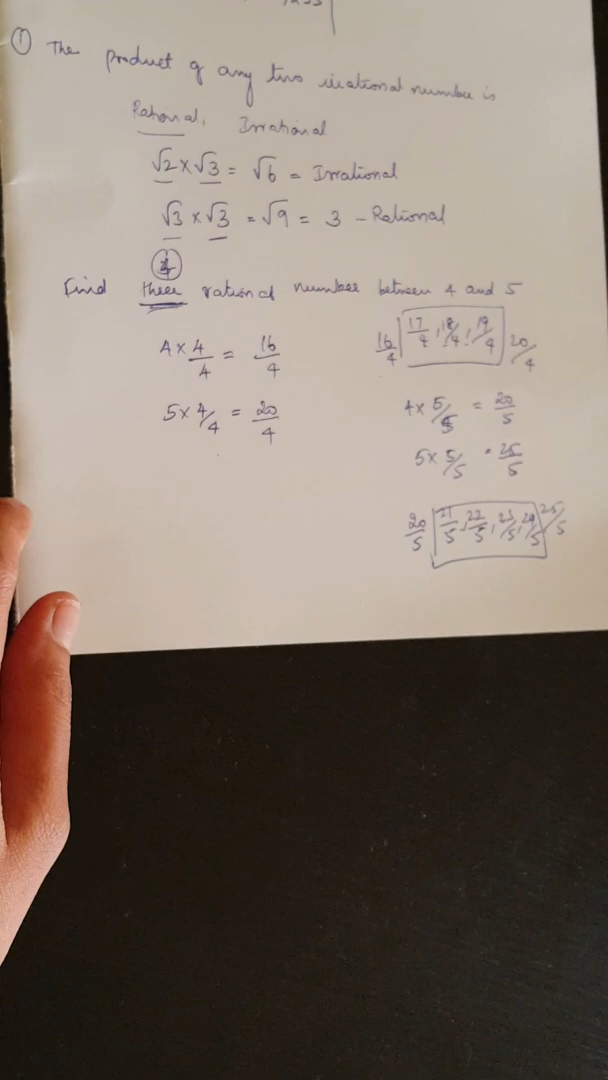 ① The product of any two irrational number is
Rational, Irrational
√2 × √3 = √6 = Irrational
√3 × √3 = √9 = 3 - Rational
4
Find three rational number between 4 and 5
4 × 4/4 = 16/4
16/4 17/4, 18/4, 19/4 20/4
5 × 4/4 = 20/4
4 × 5/5 = 20/5
5 × 5/5 = 25/5
20/5 21/5, 22/5, 23/5, 24/5 25/5